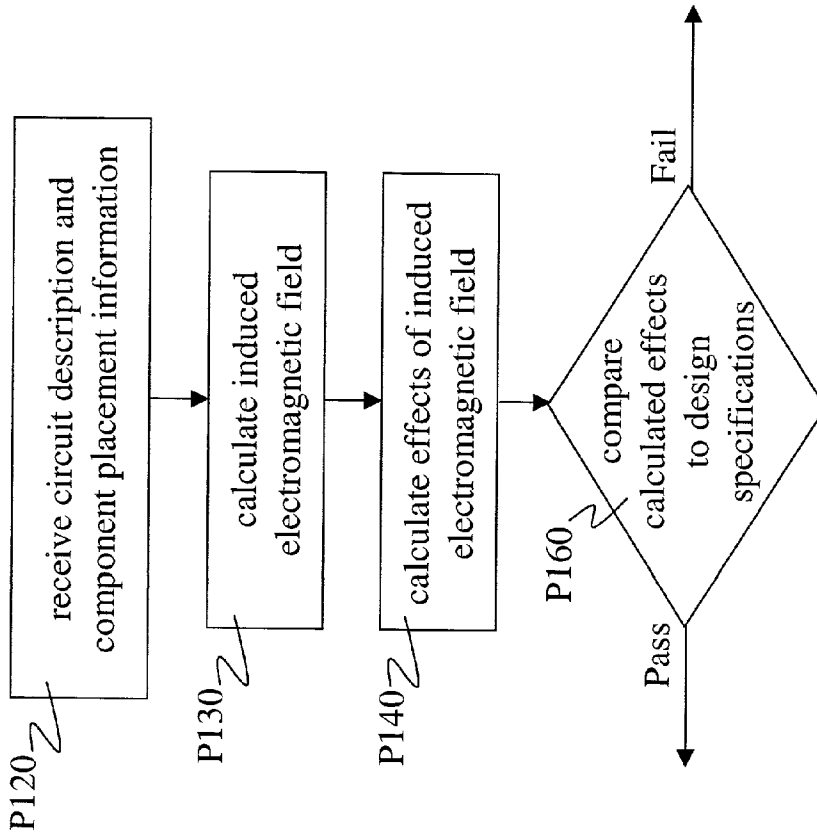 P120
receive circuit description and
component placement information
P130
calculate induced
electromagnetic field
P140
calculate effects of induced
electromagnetic field
P160
compare
calculated effects
to design
specifications
Pass
Fail